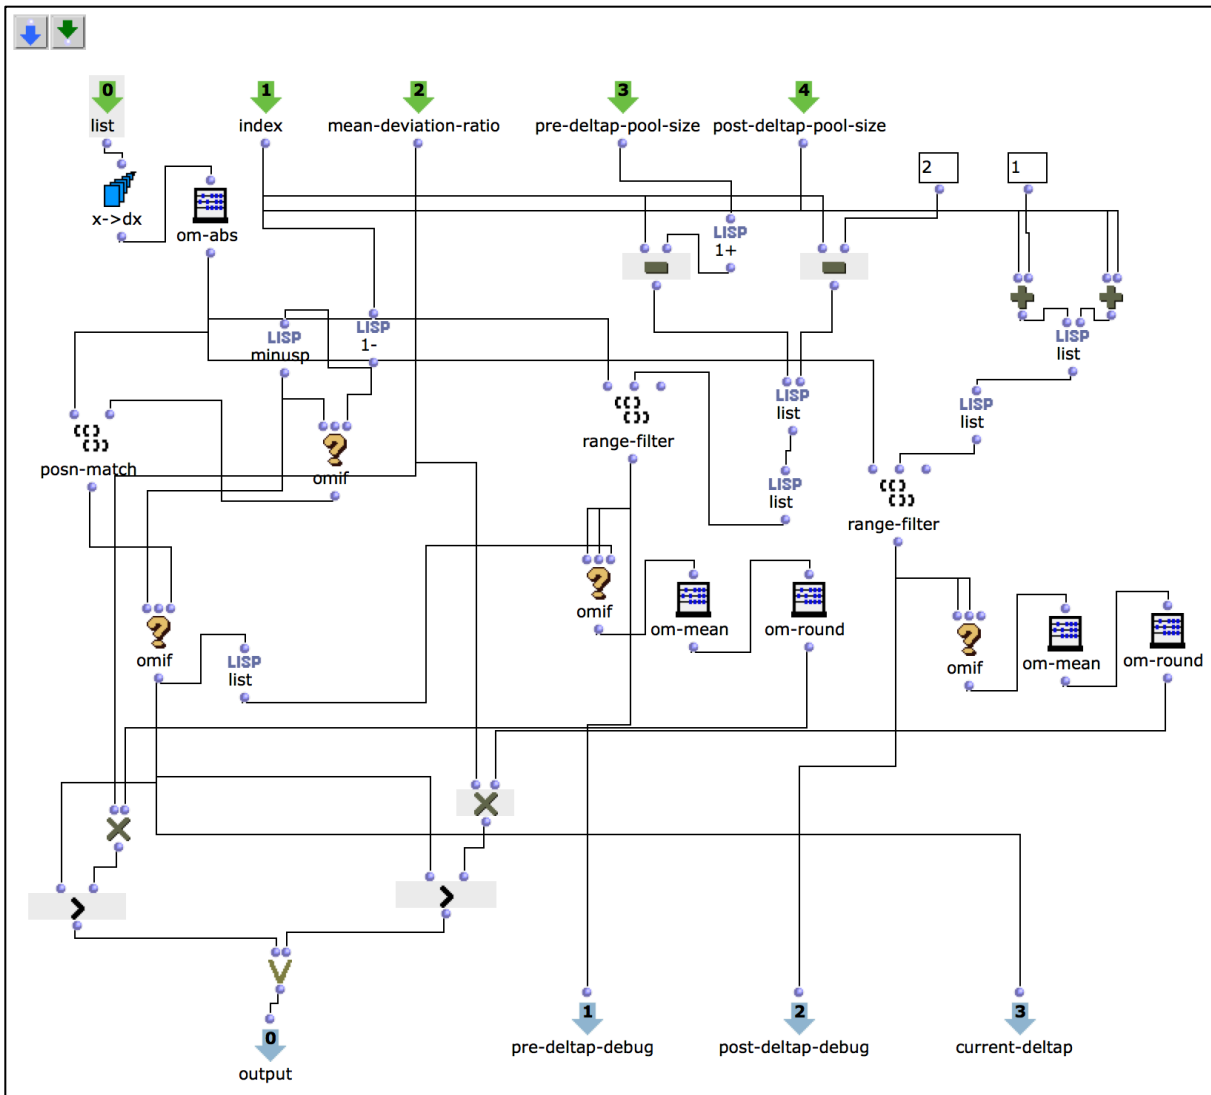 0 1 2 3 4
list index mean-deviation-ratio pre-deltap-pool-size post-deltap-pool-size
2 1
x->dx
om-abs
LISP
1+
LISP
minusp
LISP
1-
LISP
list
LISP
list
LISP
list
LISP
list
posn-match
omif
range-filter
range-filter
omif
om-mean
om-round
omif
om-mean
om-round
omif
LISP
list
0
output
1
pre-deltap-debug
2
post-deltap-debug
3
current-deltap